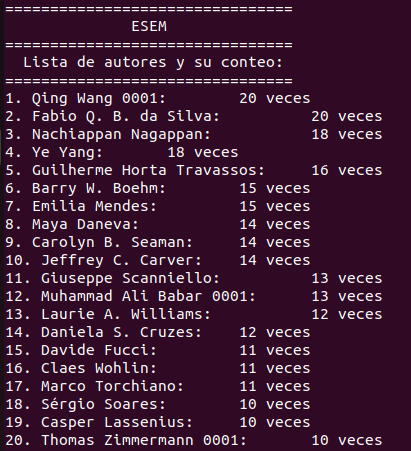 ================================
ESEM
================================
Lista de autores y su conteo:
================================
1. Qing Wang 0001: 20 veces
2. Fabio Q. B. da Silva: 20 veces
3. Nachiappan Nagappan: 18 veces
4. Ye Yang: 18 veces
5. Guilherme Horta Travassos: 16 veces
6. Barry W. Boehm: 15 veces
7. Emilia Mendes: 15 veces
8. Maya Daneva: 14 veces
9. Carolyn B. Seaman: 14 veces
10. Jeffrey C. Carver: 14 veces
11. Giuseppe Scanniello: 13 veces
12. Muhammad Ali Babar 0001: 13 veces
13. Laurie A. Williams: 12 veces
14. Daniela S. Cruzes: 12 veces
15. Davide Fucci: 11 veces
16. Claes Wohlin: 11 veces
17. Marco Torchiano: 11 veces
18. Sérgio Soares: 10 veces
19. Casper Lassenius: 10 veces
20. Thomas Zimmermann 0001: 10 veces